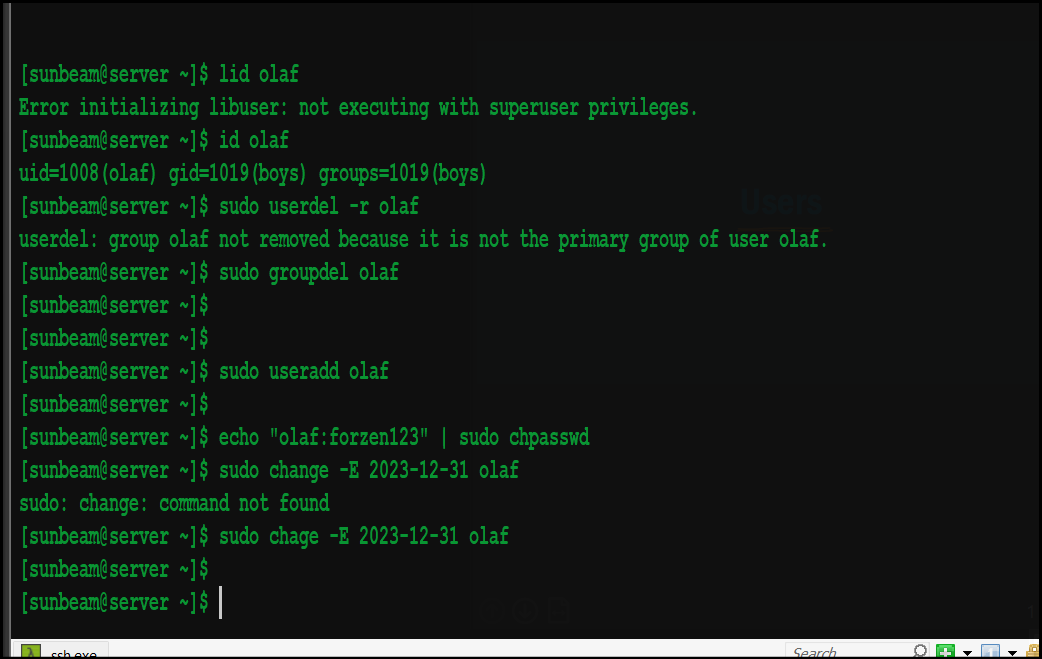 [sunbeam@server ~]$ lid olaf
Error initializing libuser: not executing with superuser privileges.
[sunbeam@server ~]$ id olaf
uid=1008(olaf) gid=1019(boys) groups=1019(boys)
[sunbeam@server ~]$ sudo userdel -r olaf
Users
userdel: group olaf not removed because it is not the primary group of user olaf.
[sunbeam@server ~]$ sudo groupdel olaf
[sunbeam@server ~]$
[sunbeam@server ~]$
[sunbeam@server ~]$ sudo useradd olaf
[sunbeam@server ~]$
[sunbeam@server ~]$ echo "olaf:forzen123" | sudo chpasswd
[sunbeam@server ~]$ sudo change -E 2023-12-31 olaf
sudo: change: command not found
[sunbeam@server ~]$ sudo chage -E 2023-12-31 olaf
[sunbeam@server ~]$
[sunbeam@server ~]$
ssh.exe
Search